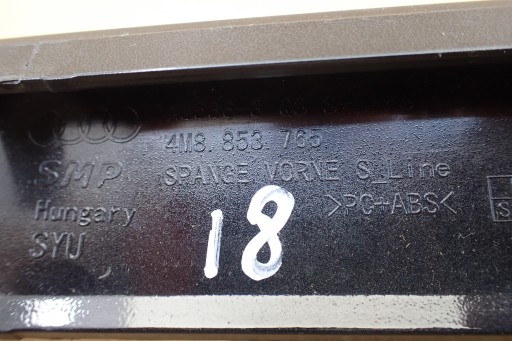 4M8.853.765
SMP SPANGE VORNE S_Line
Hungary >PC+ABS<
SYU
18